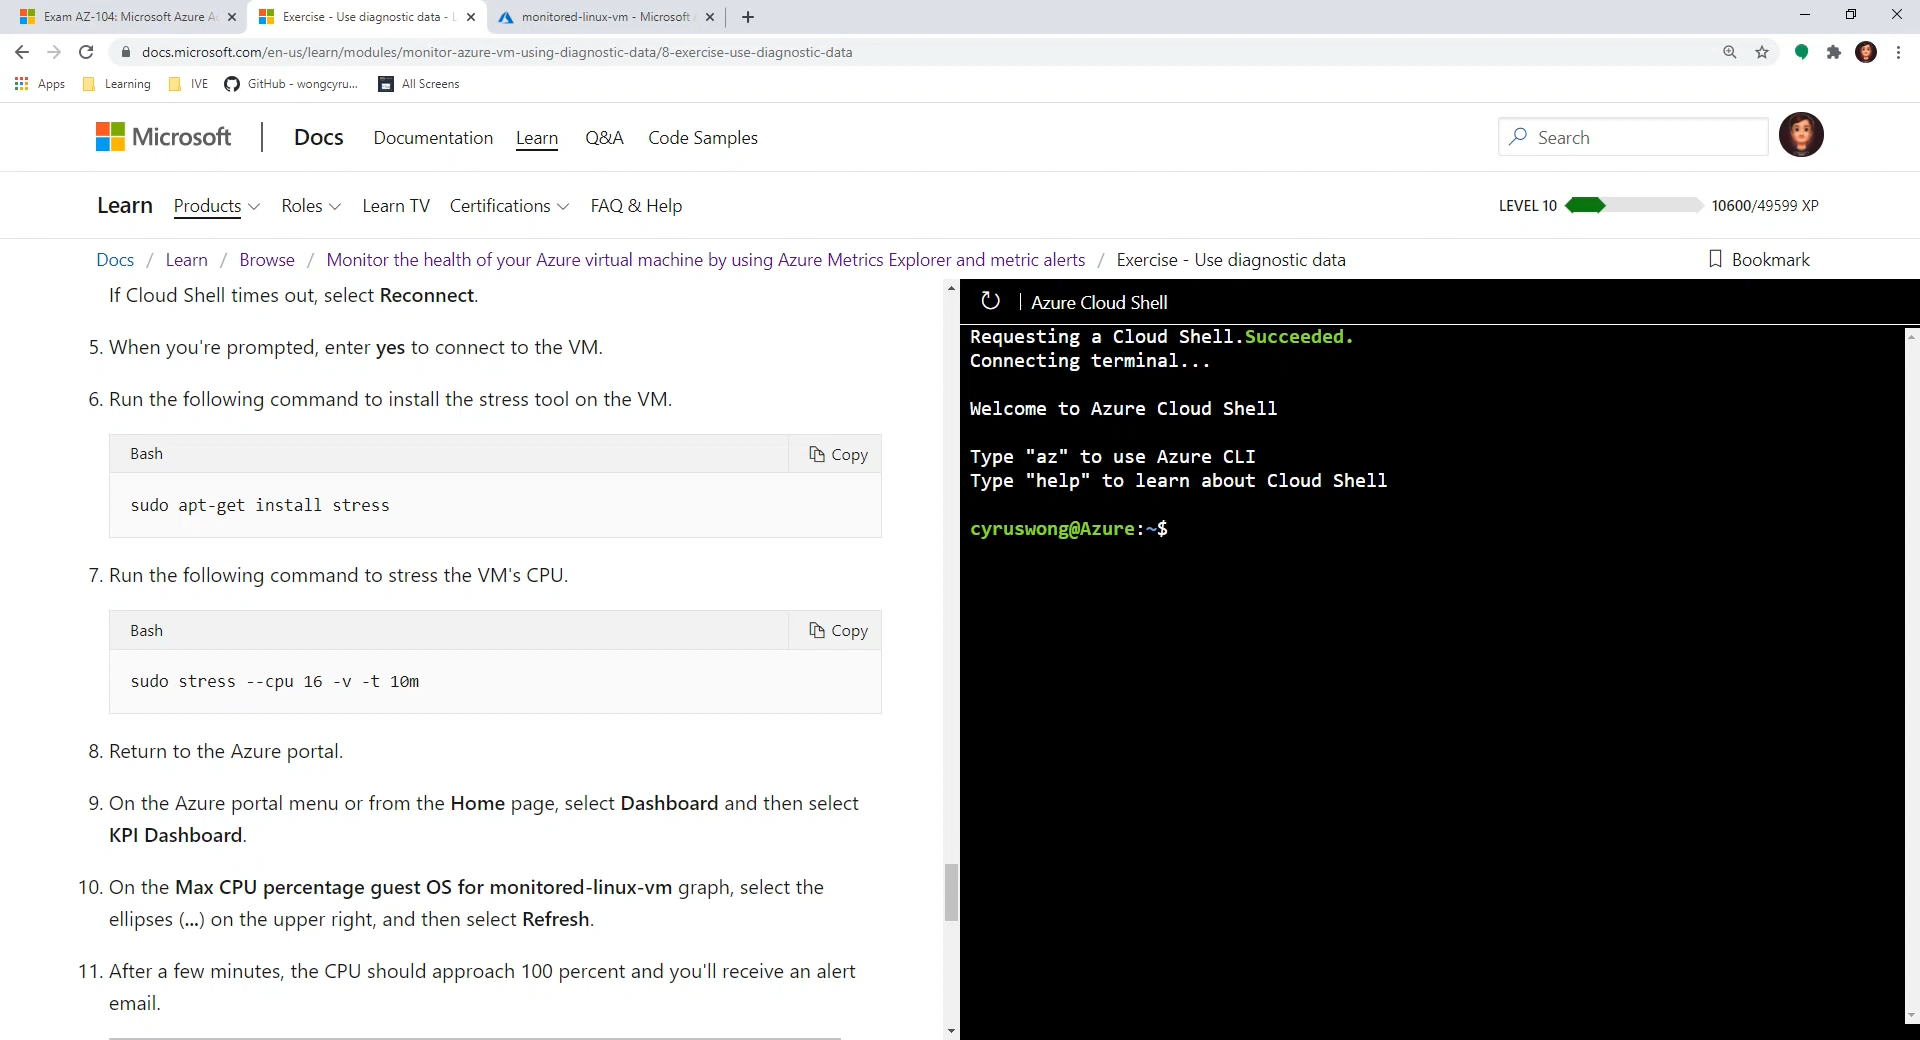 Exam AZ-104: Microsoft Azure A
Exercise - Use diagnostic data - L
monitored-linux-vm - Microsoft
docs.microsoft.com/en-us/learn/modules/monitor-azure-vm-using-diagnostic-data/8-exercise-use-diagnostic-data
Apps
Learning
IVE
GitHub - wongcyru...
All Screens
Microsoft
Docs
Documentation
Learn
Q&A
Code Samples
Search
Learn
Products
Roles
Learn TV
Certifications
FAQ & Help
LEVEL 10
10600/49599 XP
Docs / Learn / Browse / Monitor the health of your Azure virtual machine by using Azure Metrics Explorer and metric alerts / Exercise - Use diagnostic data
Bookmark
If Cloud Shell times out, select Reconnect.
5. When you're prompted, enter yes to connect to the VM.
6. Run the following command to install the stress tool on the VM.
Bash
Copy
sudo apt-get install stress
7. Run the following command to stress the VM's CPU.
Bash
Copy
sudo stress --cpu 16 -v -t 10m
8. Return to the Azure portal.
9. On the Azure portal menu or from the Home page, select Dashboard and then select
KPI Dashboard.
10. On the Max CPU percentage guest OS for monitored-linux-vm graph, select the
ellipses (...) on the upper right, and then select Refresh.
11. After a few minutes, the CPU should approach 100 percent and you'll receive an alert
email.
Azure Cloud Shell
Requesting a Cloud Shell.Succeeded.
Connecting terminal...
Welcome to Azure Cloud Shell
Type "az" to use Azure CLI
Type "help" to learn about Cloud Shell
cyruswong@Azure:~$